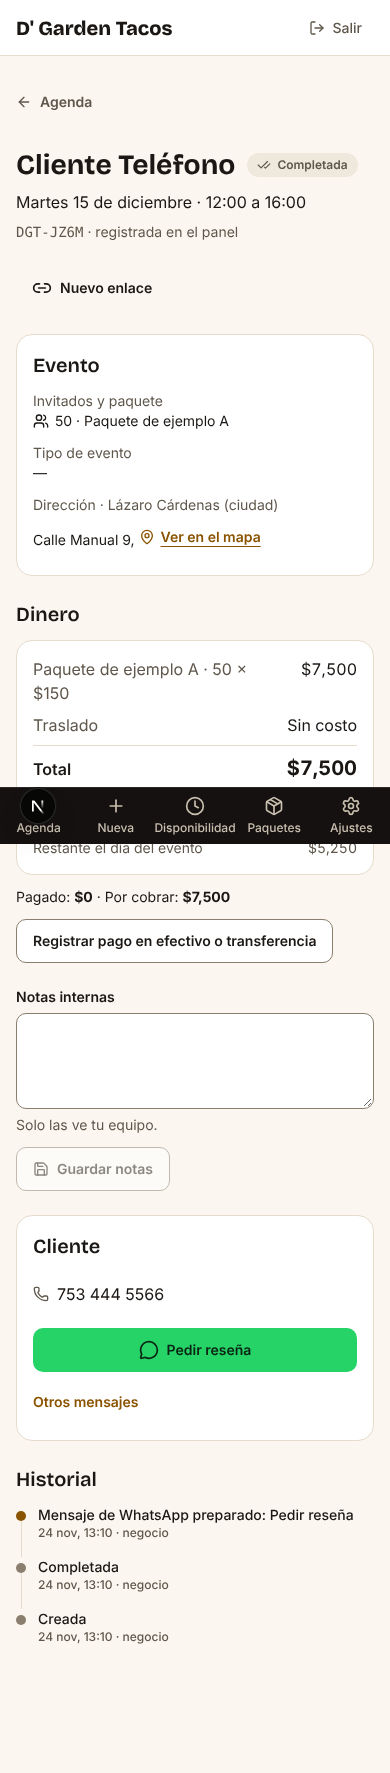 D' Garden Tacos
Salir
Agenda
Cliente Teléfono
Completada
Martes 15 de diciembre · 12:00 a 16:00
DGT-JZ6M · registrada en el panel
Nuevo enlace
Evento
Invitados y paquete
50 · Paquete de ejemplo A
Tipo de evento
—
Dirección · Lázaro Cárdenas (ciudad)
Calle Manual 9, Ver en el mapa
Dinero
Paquete de ejemplo A · 50 × $7,500
$150
Traslado Sin costo
Total $7,500
N
Agenda Nueva Disponibilidad Paquetes Ajustes
Restante el día del evento $5,250
Pagado: $0 · Por cobrar: $7,500
Registrar pago en efectivo o transferencia
Notas internas
Solo las ve tu equipo.
Guardar notas
Cliente
753 444 5566
Pedir reseña
Otros mensajes
Historial
Mensaje de WhatsApp preparado: Pedir reseña
24 nov, 13:10 · negocio
Completada
24 nov, 13:10 · negocio
Creada
24 nov, 13:10 · negocio